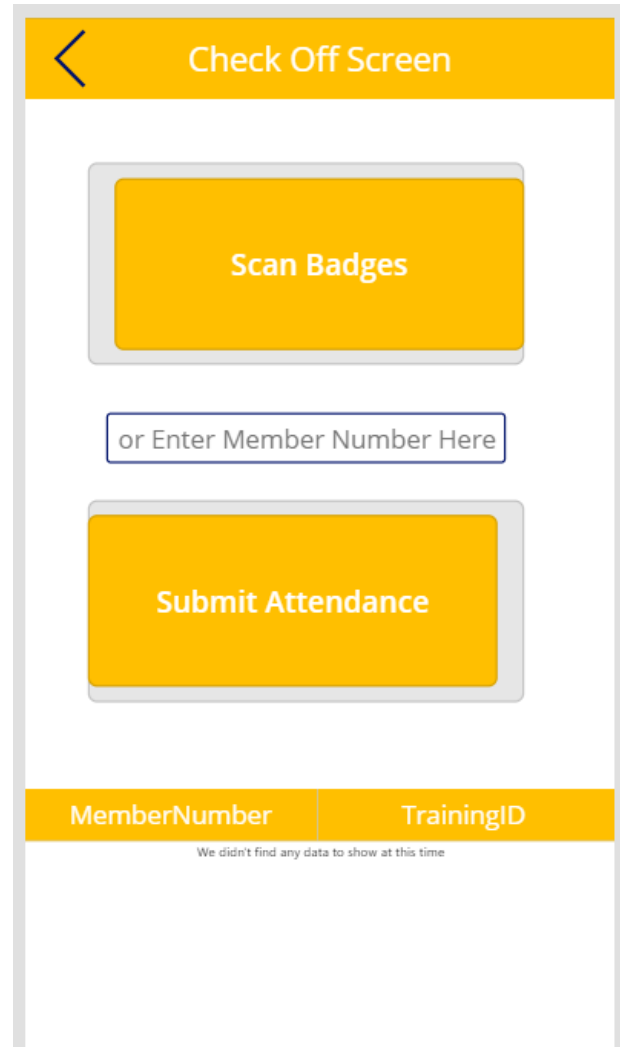 Check Off Screen
Scan Badges
or Enter Member Number Here
Submit Attendance
MemberNumber TrainingID
We didn't find any data to show at this time